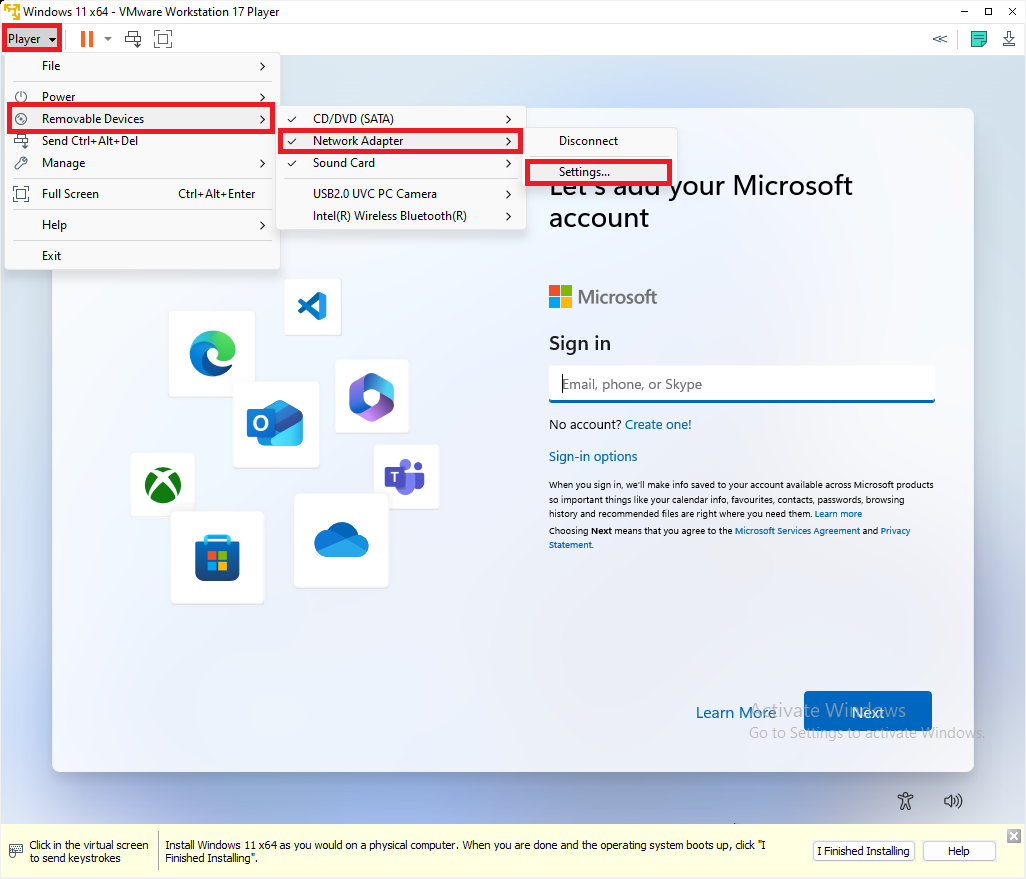 Windows 11 x64 - VMware Workstation 17 Player
Player
File
Power
Removable Devices
Send Ctrl+Alt+Del
Manage
Full Screen Ctrl+Alt+Enter
Help
Exit
CD/DVD (SATA)
Network Adapter
Sound Card
USB2.0 UVC PC Camera
Intel(R) Wireless Bluetooth(R)
Disconnect
Settings...
Let's add your Microsoft
account
Microsoft
Sign in
Email, phone, or Skype
No account? Create one!
Sign-in options
When you sign in, we'll make info saved to your account available across Microsoft products
so important things like your calendar info, favourites, contacts, passwords, browsing
history and recommended files are right where you need them. Learn more
Choosing Next means that you agree to the Microsoft Services Agreement and Privacy
Statement.
Learn More
Next
Activate Windows
Go to Settings to activate Windows.
Click in the virtual screen
to send keystrokes
Install Windows 11 x64 as you would on a physical computer. When you are done and the operating system boots up, click "I
Finished Installing".
I Finished Installing
Help